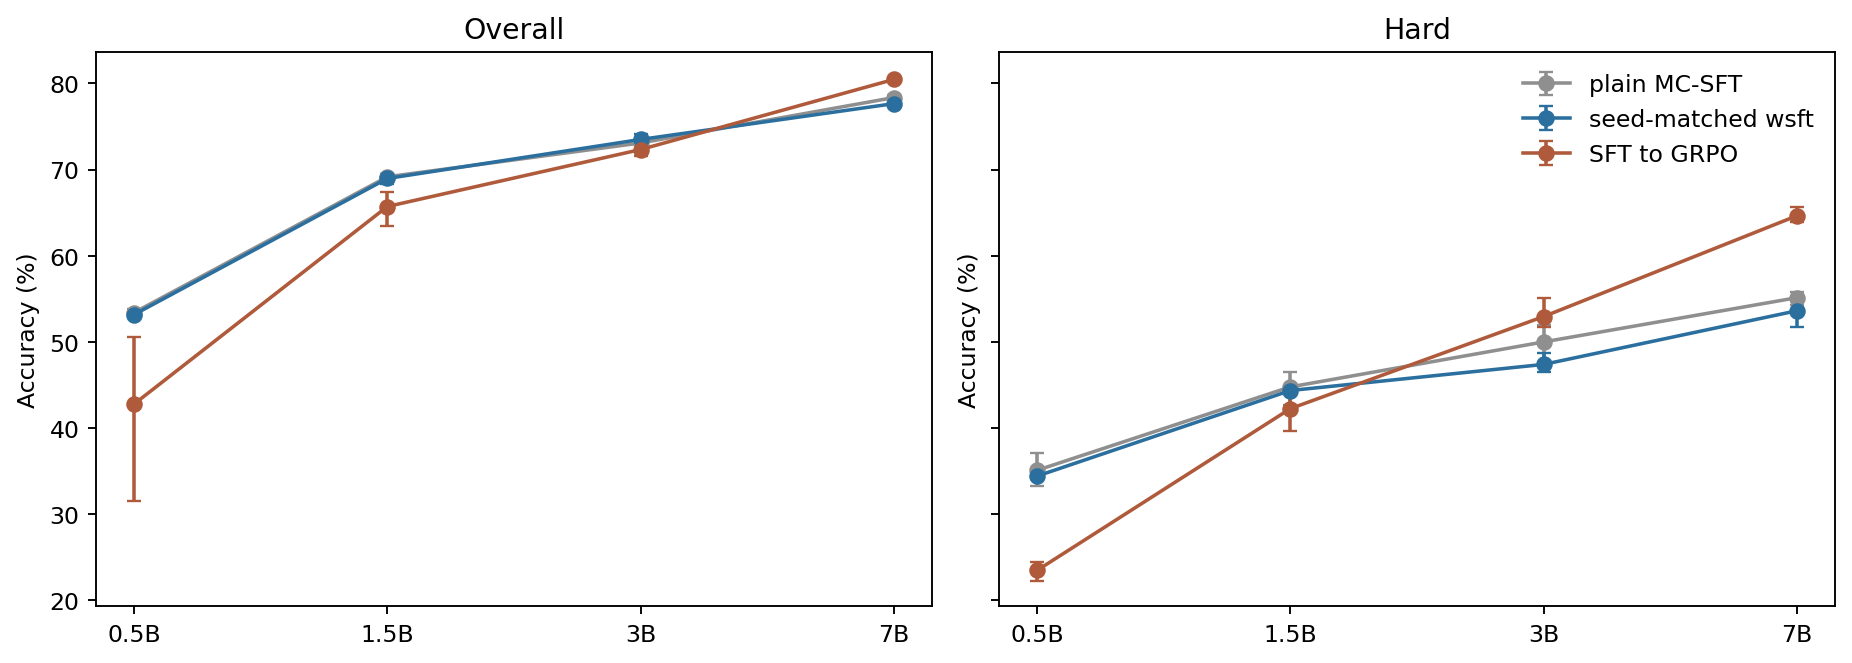 Overall
Accuracy (%)
80
70
60
50
40
30
20
0.5B
1.5B
3B
7B
Hard
Accuracy (%)
plain MC-SFT
seed-matched wsft
SFT to GRPO
0.5B
1.5B
3B
7B